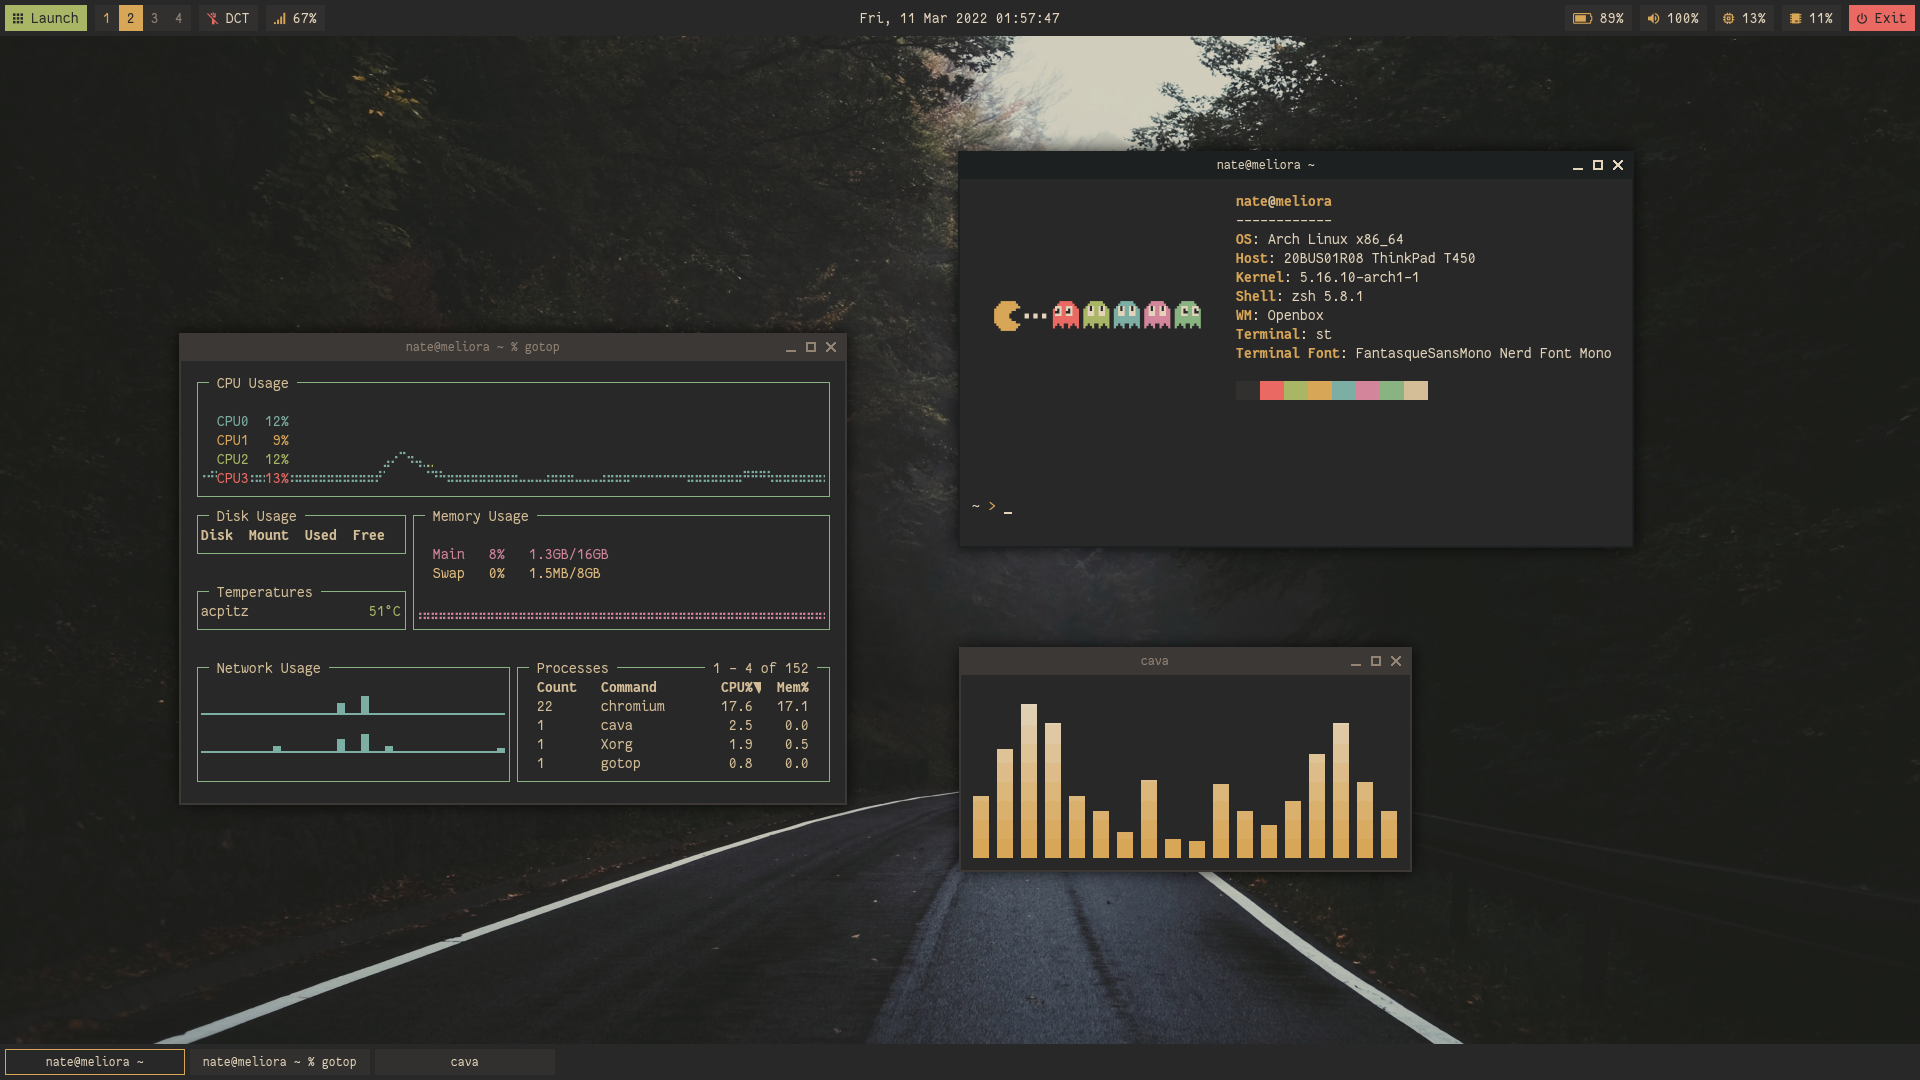 Launch 1 2 3 4 DCT 67% Fri, 11 Mar 2022 01:57:47 89% 100% 13% 11% Exit
nate@meliora ~
nate@meliora
------------
OS: Arch Linux x86_64
Host: 20BUS01R08 ThinkPad T450
Kernel: 5.16.10-arch1-1
Shell: zsh 5.8.1
WM: Openbox
Terminal: st
Terminal Font: FantasqueSansMono Nerd Font Mono
~ > _
nate@meliora ~ % gotop
CPU Usage
CPU0 12%
CPU1 9%
CPU2 12%
CPU3 13%
Disk Usage
Disk Mount Used Free
Memory Usage
Main 8% 1.3GB/16GB
Swap 0% 1.5MB/8GB
Temperatures
acpitz 51°C
Network Usage
Processes 1 - 4 of 152
Count Command CPU%▼ Mem%
22 chromium 17.6 17.1
1 cava 2.5 0.0
1 Xorg 1.9 0.5
1 gotop 0.8 0.0
cava
nate@meliora ~ nate@meliora ~ % gotop cava